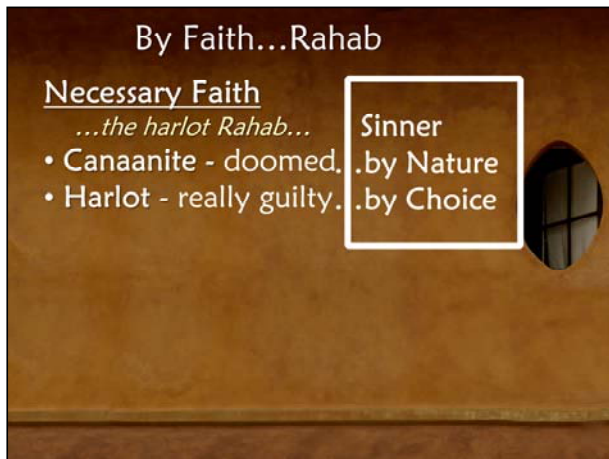 By Faith...Rahab
Necessary Faith
...the harlot Rahab...
Sinner
• Canaanite - doomed...by Nature
• Harlot - really guilty...by Choice